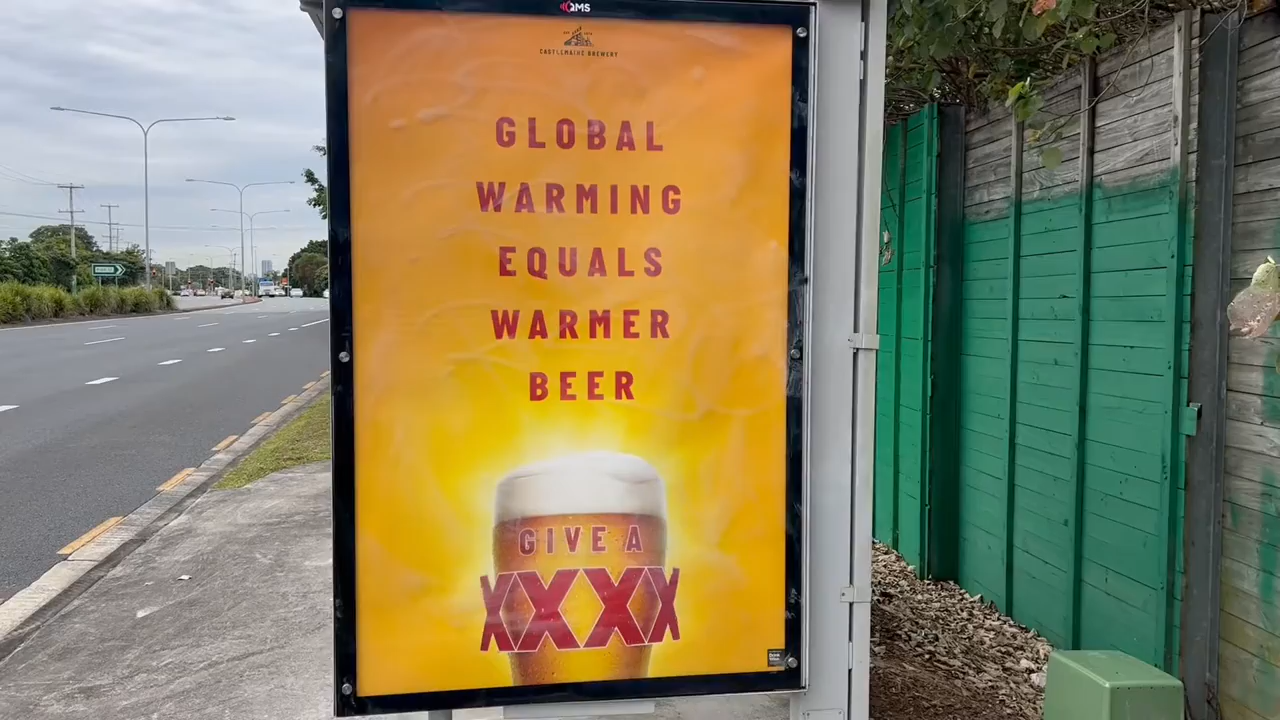 QMS
CASTLEMAINE BREWERY
GLOBAL
WARMING
EQUALS
WARMER
BEER
GIVE A
XXXX